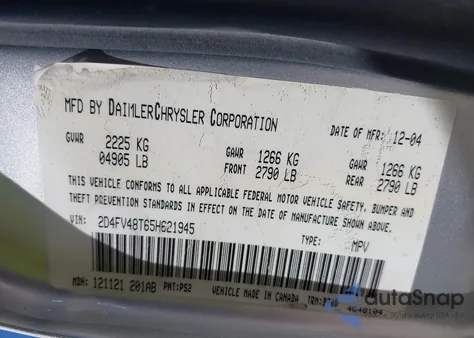 MFD BY DAIMLERCHRYSLER CORPORATION
DATE OF MFR: 12-04
GVWR 2225 KG 04905 LB
GAWR FRONT 1266 KG 2790 LB
GAWR REAR 1266 KG 2790 LB
THIS VEHICLE CONFORMS TO ALL APPLICABLE FEDERAL MOTOR VEHICLE SAFETY, BUMPER AND
THEFT PREVENTION STANDARDS IN EFFECT ON THE DATE OF MANUFACTURE SHOWN ABOVE.
VIN: 2D4FV48T65H621945
TYPE: MPV
MDH: 121121 201AB PNT: PS2 VEHICLE MADE IN CANADA TRM:
4648104
autoSnap